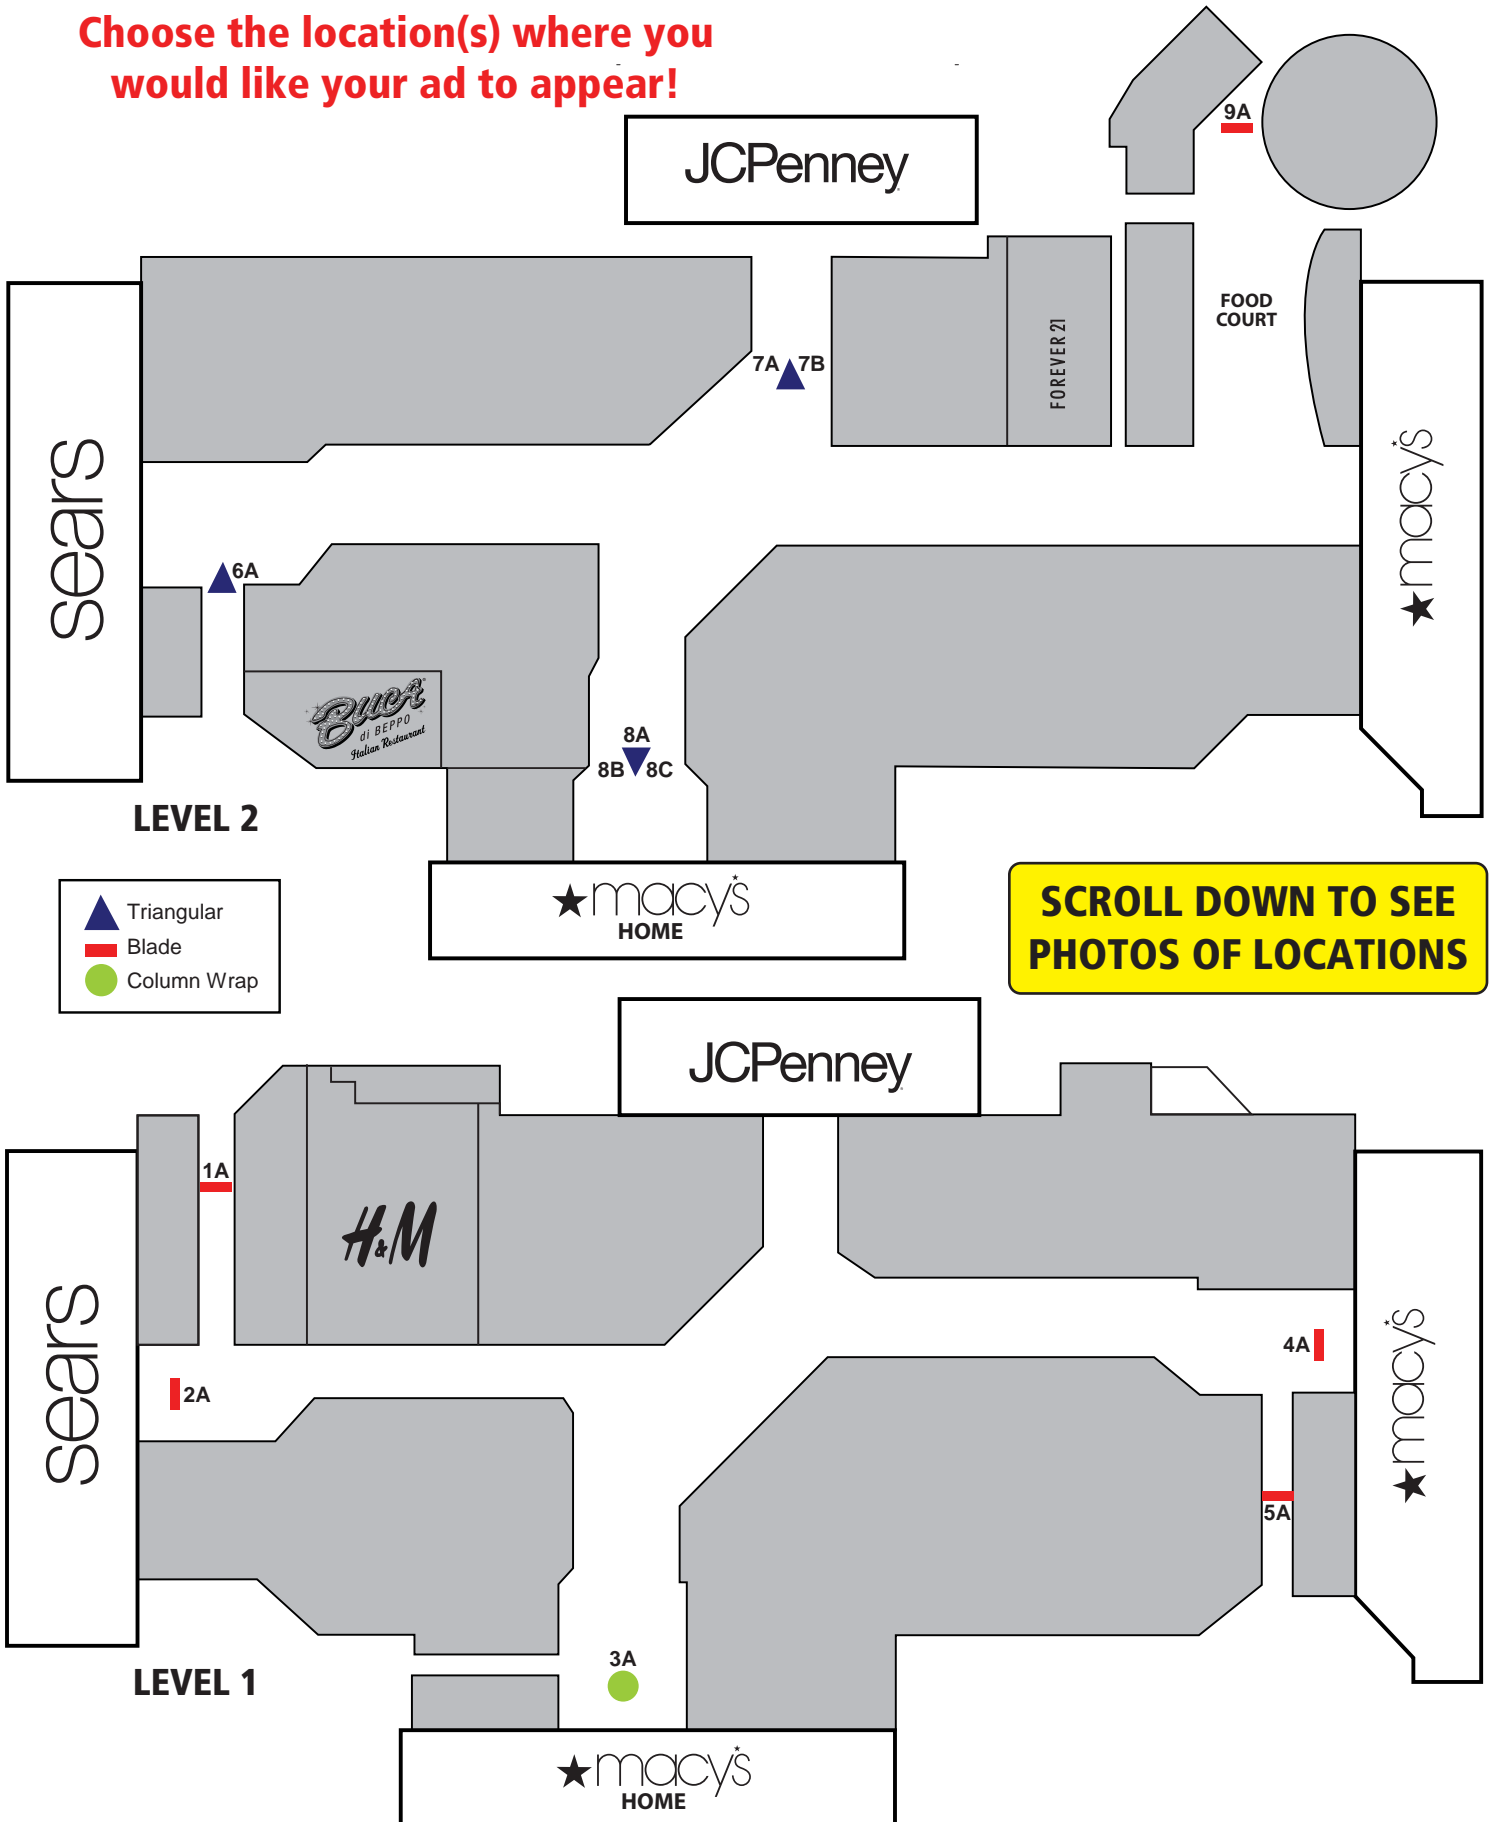 Choose the location(s) where you
would like your ad to appear!
9A
JCPenney
FOOD
COURT
FOREVER 21
7A 7B
sears
macy's
6A
BUCA
di BEPPO
Italian Restaurant
8A
8B 8C
LEVEL 2
macy's
HOME
Triangular
Blade
Column Wrap
SCROLL DOWN TO SEE
PHOTOS OF LOCATIONS
JCPenney
1A
H&M
sears
macy's
4A
2A
5A
3A
LEVEL 1
macy's
HOME